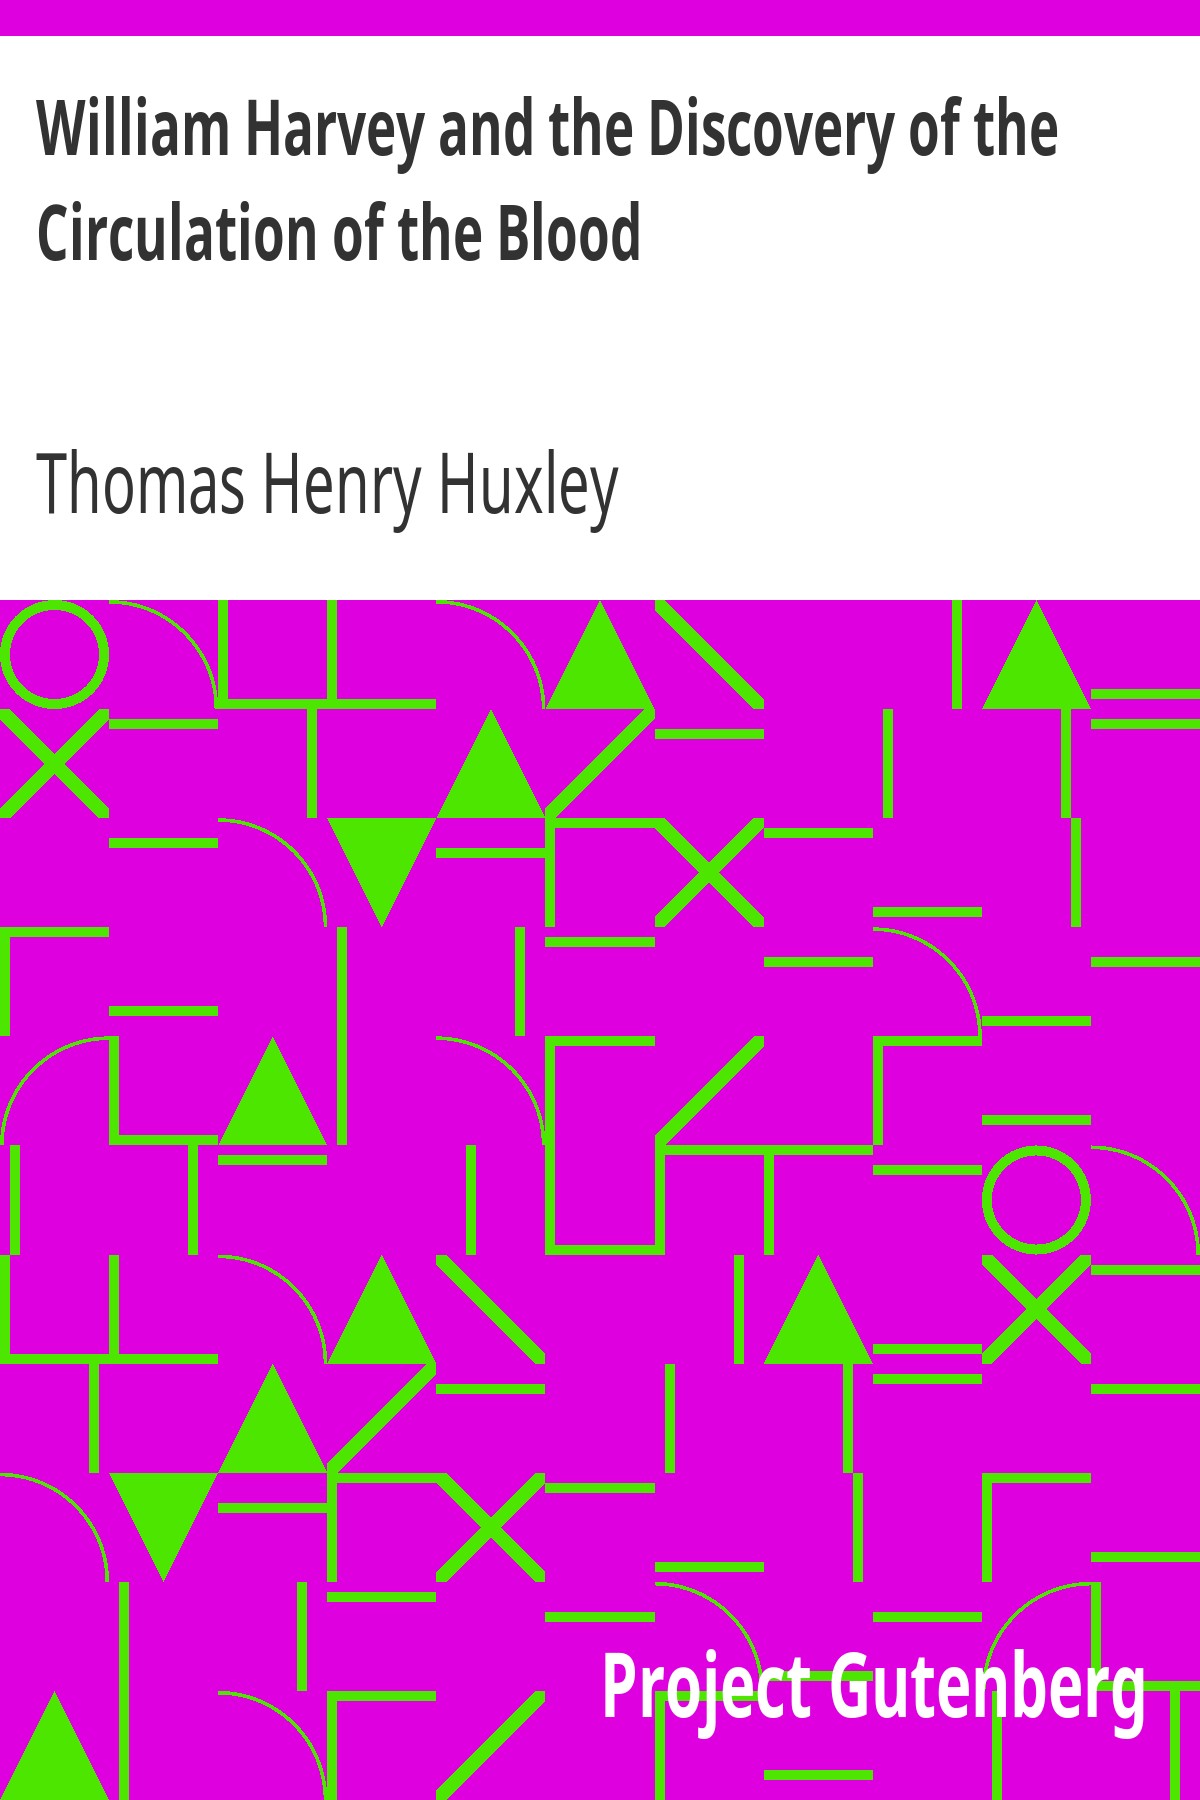 William Harvey and the Discovery of the
Circulation of the Blood
Thomas Henry Huxley
Project Gutenberg